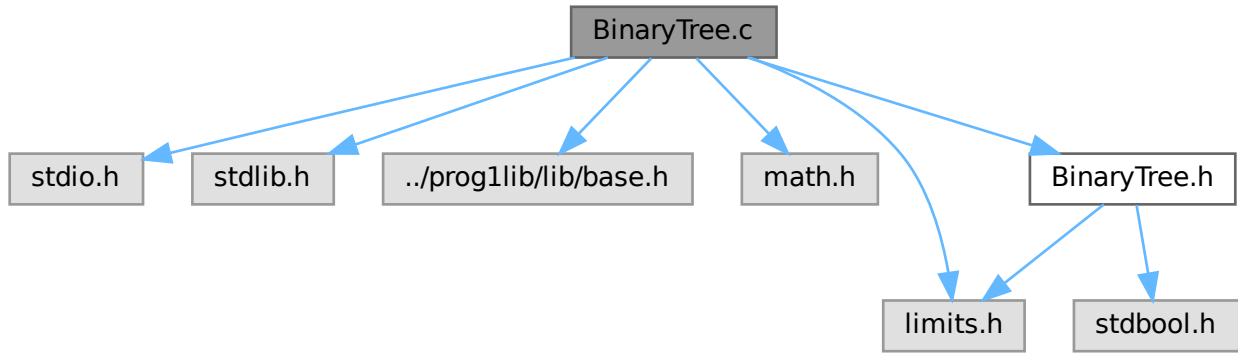 BinaryTree.c
stdio.h
stdlib.h
../prog1lib/lib/base.h
math.h
BinaryTree.h
limits.h
stdbool.h